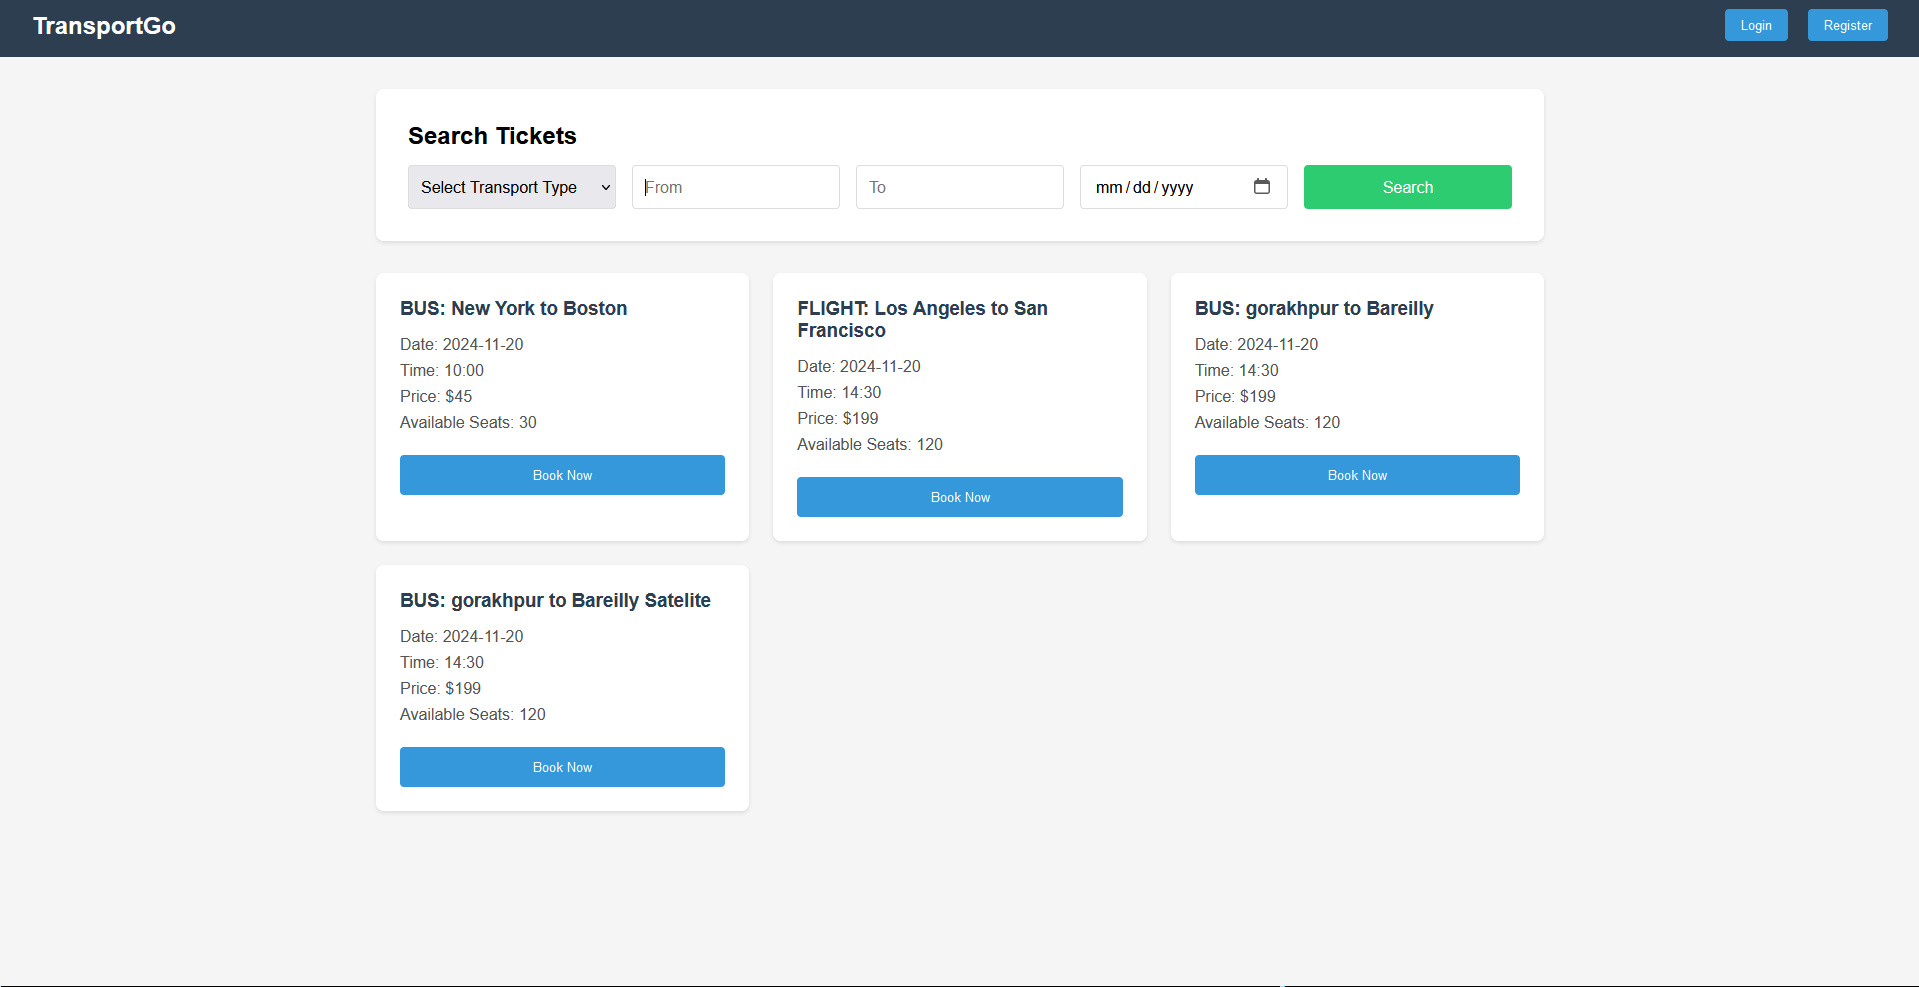 TransportGo
Login
Register
Search Tickets
Select Transport Type
From
To
mm/dd/yyyy
Search
BUS: New York to Boston
Date: 2024-11-20
Time: 10:00
Price: $45
Available Seats: 30
Book Now
FLIGHT: Los Angeles to San
Francisco
Date: 2024-11-20
Time: 14:30
Price: $199
Available Seats: 120
Book Now
BUS: gorakhpur to Bareilly
Date: 2024-11-20
Time: 14:30
Price: $199
Available Seats: 120
Book Now
BUS: gorakhpur to Bareilly Satelite
Date: 2024-11-20
Time: 14:30
Price: $199
Available Seats: 120
Book Now